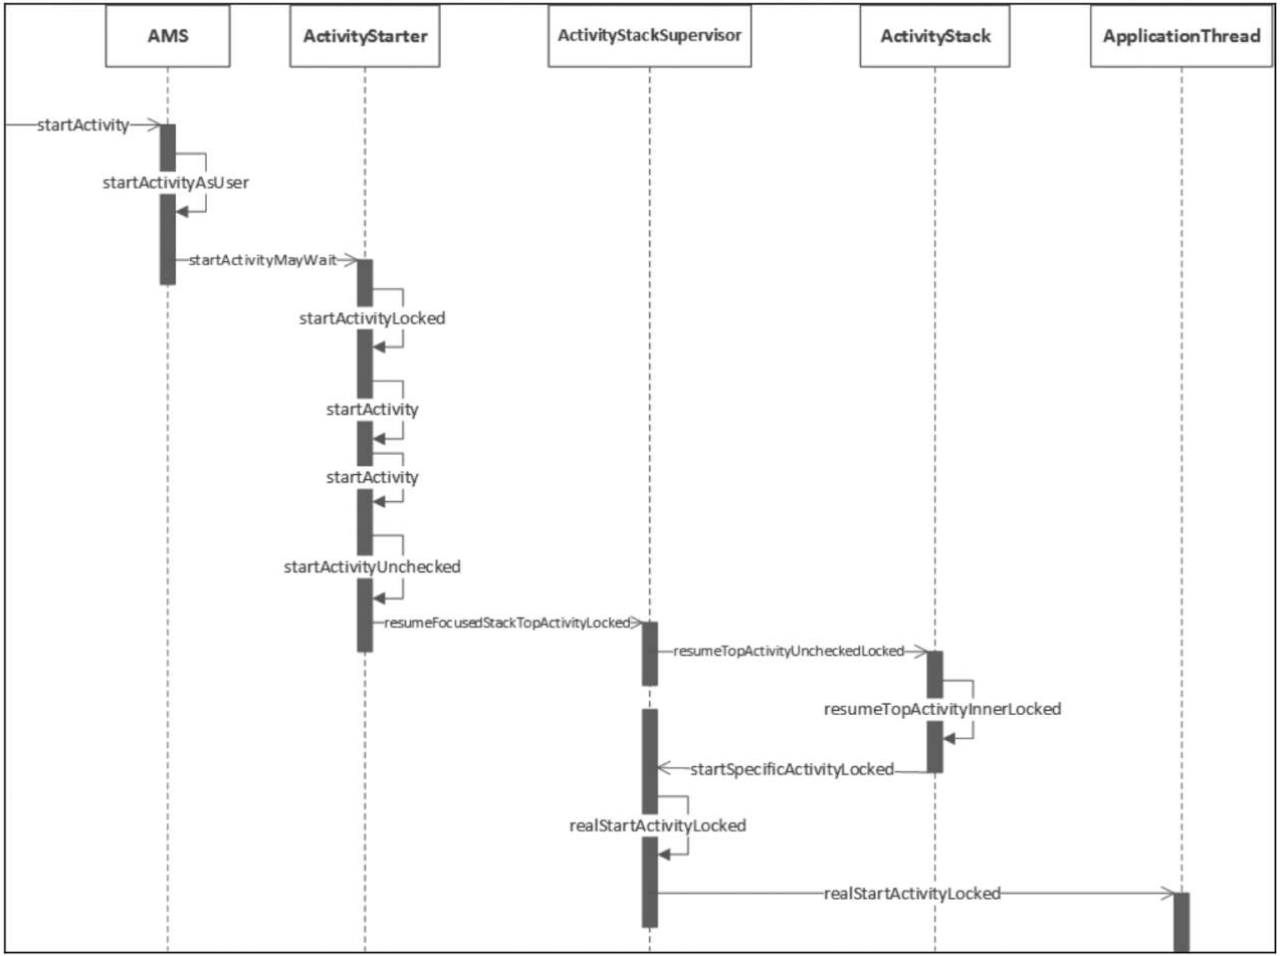 AMS
ActivityStarter
ActivityStackSupervisor
ActivityStack
ApplicationThread
startActivity
startActivityAsUser
startActivityMayWait
startActivityLocked
startActivity
startActivity
startActivityUnchecked
resumeFocusedStackTopActivityLocked
resumeTopActivityUncheckedLocked
resumeTopActivityInnerLocked
startSpecificActivityLocked
realStartActivityLocked
realStartActivityLocked